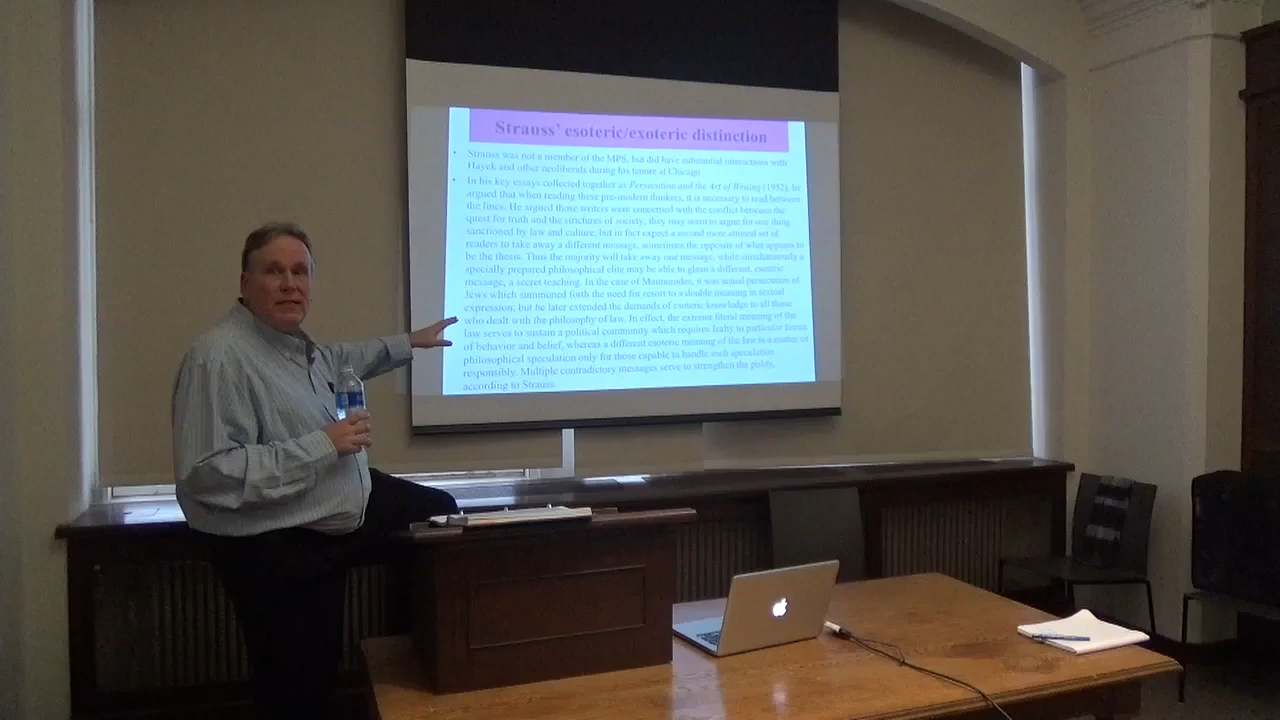 Strauss' esoteric/exoteric distinction
• Strauss was not a member of the MPS, but did have substantial interactions with
Hayek and other neoliberals during his tenure at Chicago
• In his key essays collected together as Persecution and the Art of Writing (1952), he
argued that when reading these pre-modern thinkers, it is necessary to read between
the lines. He argued those writers were concerned with the conflict between the
quest for truth and the strictures of society, they may seem to argue for one thing
sanctioned by law and culture, but in fact expect a second more attuned set of
readers to take away a different message, sometimes the opposite of what appears to
be the thesis. Thus the majority will take away one message, while simultaneously a
specially prepared philosophical elite may be able to glean a different, esoteric
message, a secret teaching. In the case of Maimonides, it was actual persecution of
Jews which summoned forth the need for resort to a double meaning in textual
expression; but he later extended the demands of esoteric knowledge to all those
who dealt with the philosophy of law. In effect, the exterior literal meaning of the
law serves to sustain a political community which requires fealty to particular forms
of behavior and belief, whereas a different esoteric meaning of the law is a matter of
philosophical speculation only for those capable to handle such speculation
responsibly. Multiple contradictory messages serve to strengthen the polity,
according to Strauss.